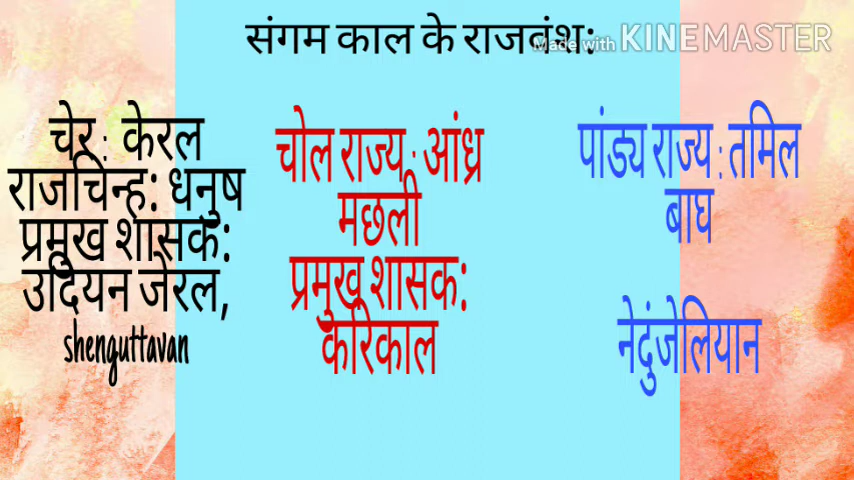 संगम काल के राजवंश:
Made with KINEMASTER
चेर: केरल
राजचिन्ह: धनुष
प्रमुख शासक:
उदियन जेरल,
shenguttavan
चोल राज्य: आंध्र
मछली
प्रमुख शासक:
करिकाल
पांड्य राज्य: तमिल
बाघ
नेदुंजेलियान